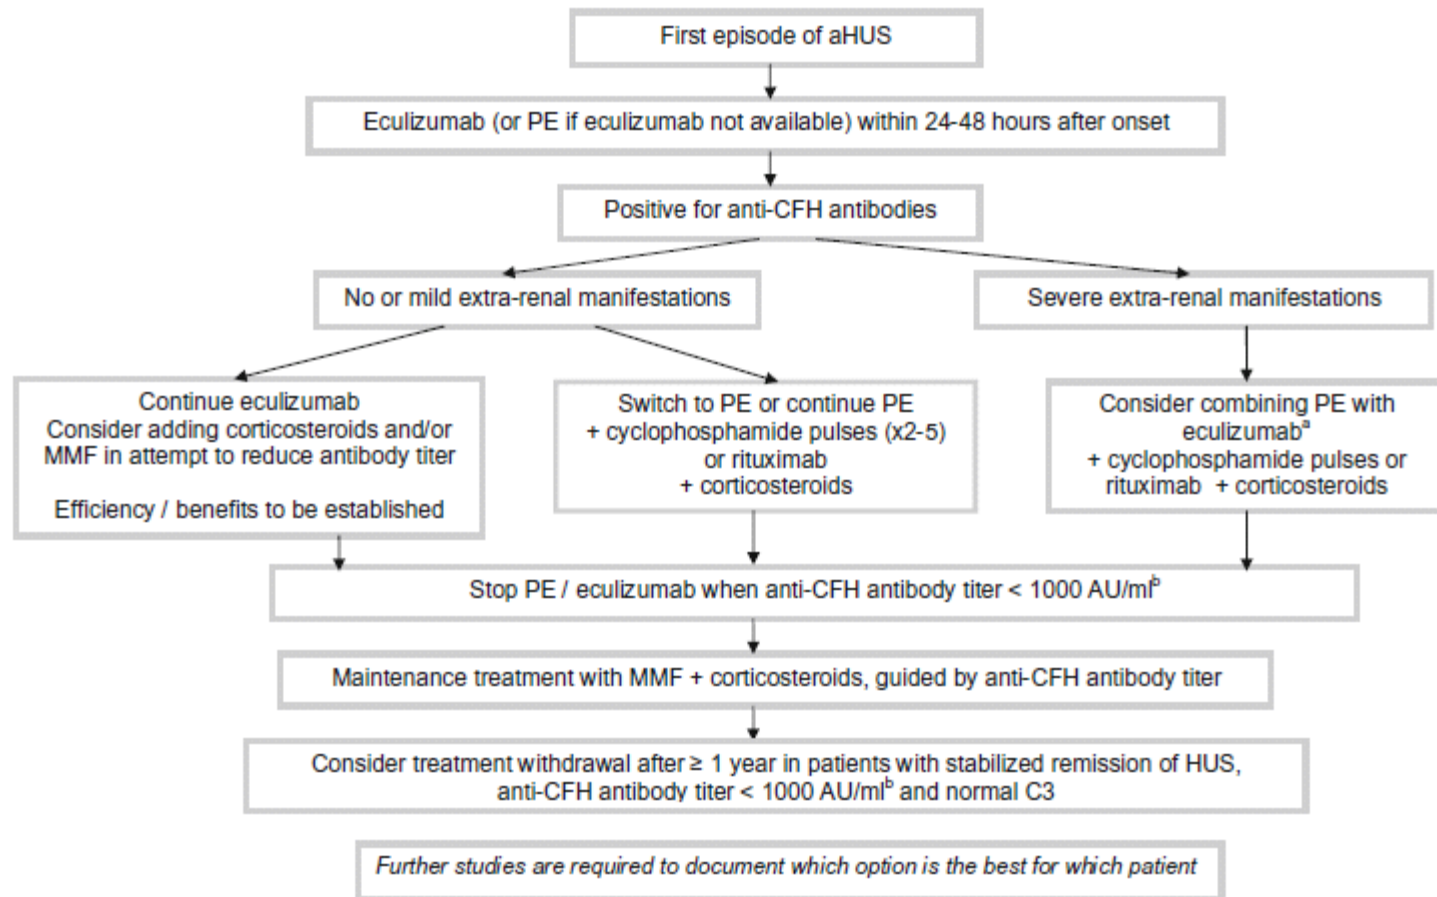 First episode of aHUS
Eculizumab (or PE if eculizumab not available) within 24-48 hours after onset
Positive for anti-CFH antibodies
No or mild extra-renal manifestations
Severe extra-renal manifestations
Continue eculizumab
Consider adding corticosteroids and/or
MMF in attempt to reduce antibody titer
Efficiency / benefits to be established
Switch to PE or continue PE
+ cyclophosphamide pulses (x2-5)
or rituximab
+ corticosteroids
Consider combining PE with
eculizumabᵃ
+ cyclophosphamide pulses or
rituximab + corticosteroids
Stop PE / eculizumab when anti-CFH antibody titer < 1000 AU/mlᵇ
Maintenance treatment with MMF + corticosteroids, guided by anti-CFH antibody titer
Consider treatment withdrawal after ≥ 1 year in patients with stabilized remission of HUS,
anti-CFH antibody titer < 1000 AU/mlᵇ and normal C3
Further studies are required to document which option is the best for which patient